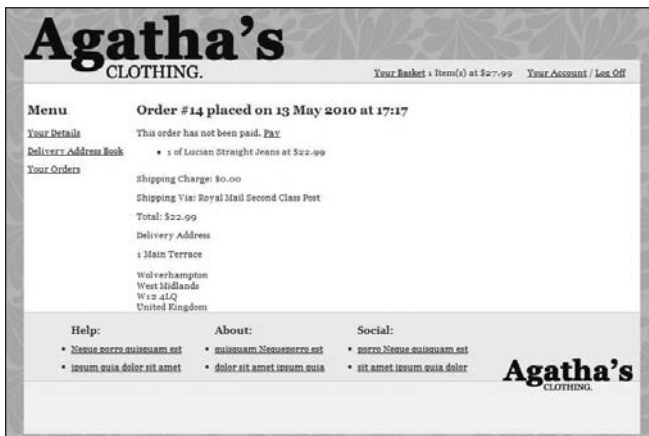 Agatha's
CLOTHING.
Your Basket 1 Item(s) at $27.99 Your Account / Log Off
Menu
Your Details
Delivery Address Book
Your Orders
Order #14 placed on 13 May 2010 at 17:17
This order has not been paid. Pay
• 1 of Lucian Straight Jeans at $22.99
Shipping Charge: $0.00
Shipping Via: Royal Mail Second Class Post
Total: $22.99
Delivery Address
1 Main Terrace
Wolverhampton
West Midlands
W12 4LQ
United Kingdom
Help:
• Neque porro quisquam est
• ipsum quia dolor sit amet
About:
• quisquam Nequeporro est
• dolor sit amet ipsum quia
Social:
• porro Neque quisquam est
• sit amet ipsum quia dolor
Agatha's
CLOTHING.